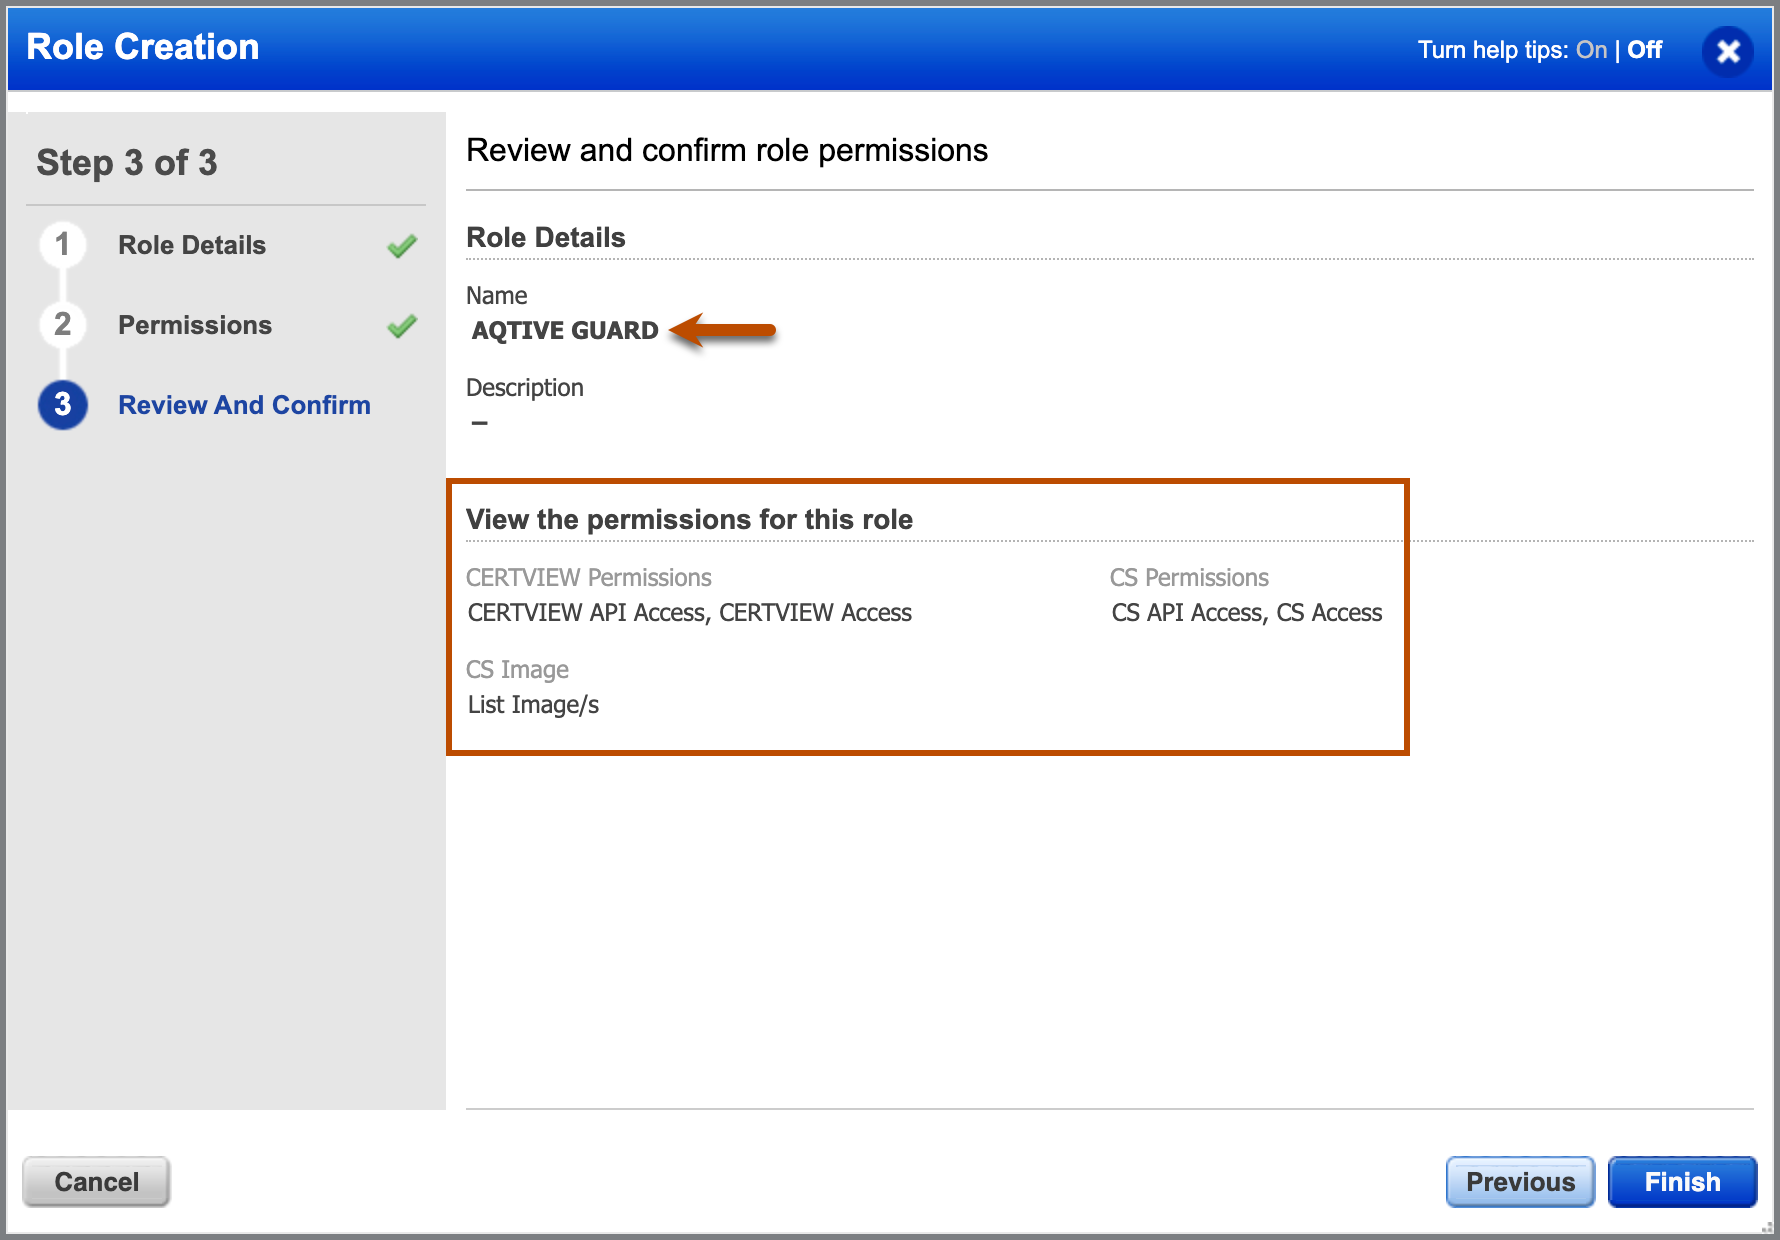 Role Creation
Turn help tips: On | Off
Step 3 of 3
1 Role Details
2 Permissions
3 Review And Confirm
Review and confirm role permissions
Role Details
Name
AQTIVE GUARD
Description
–
View the permissions for this role
CERTVIEW Permissions
CERTVIEW API Access, CERTVIEW Access
CS Permissions
CS API Access, CS Access
CS Image
List Image/s
Cancel
Previous
Finish